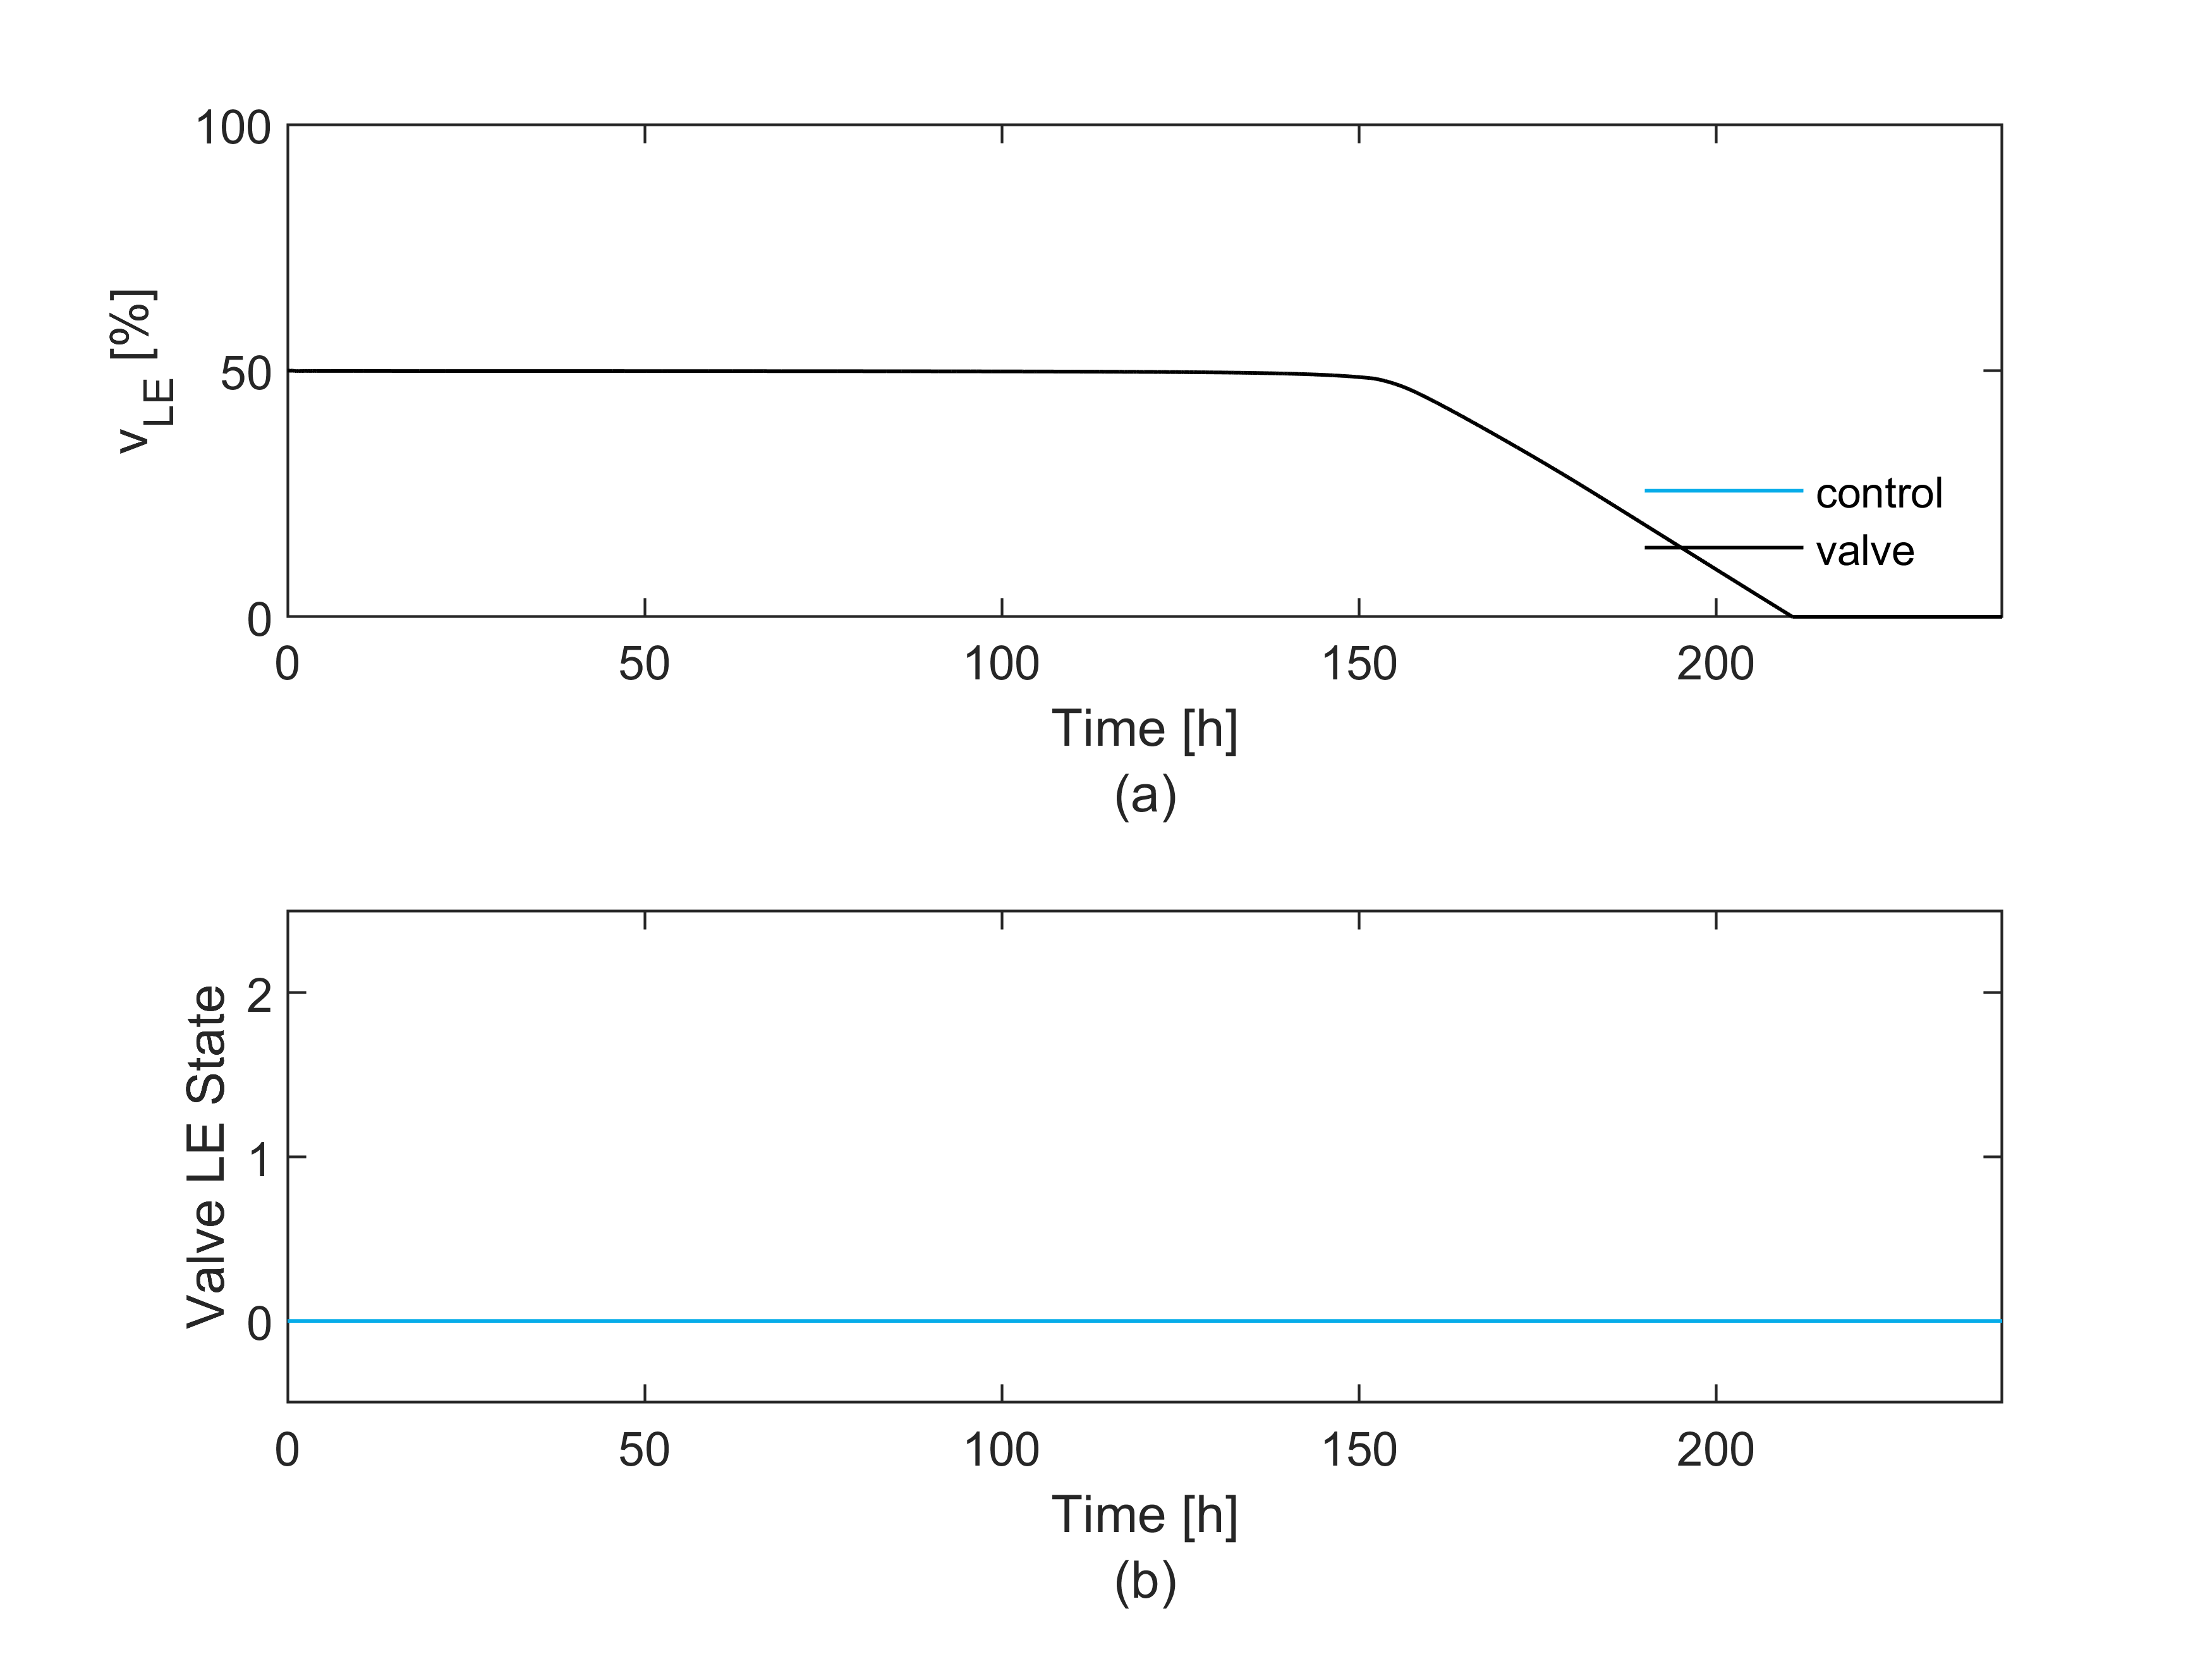 100
50
0
v_LE [%]
control
valve
0 50 100 150 200
Time [h]
(a)
2
1
0
Valve LE State
0 50 100 150 200
Time [h]
(b)